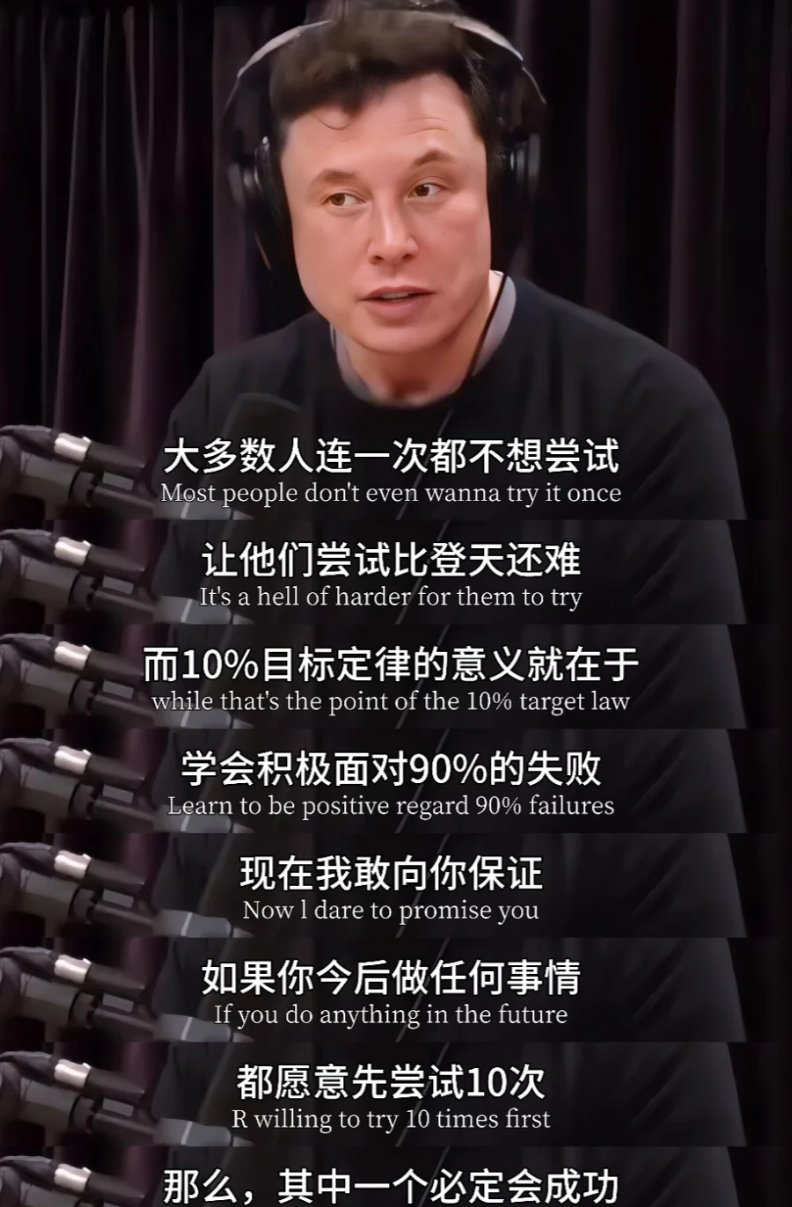 大多数人连一次都不想尝试
Most people don't even wanna try it once
让他们尝试比登天还难
It's a hell of harder for them to try
而10%目标定律的意义就在于
while that's the point of the 10% target law
学会积极面对90%的失败
Learn to be positive regard 90% failures
现在我敢向你保证
Now l dare to promise you
如果你今后做任何事情
If you do anything in the future
都愿意先尝试10次
R willing to try 10 times first
那么，其中一个必定会成功